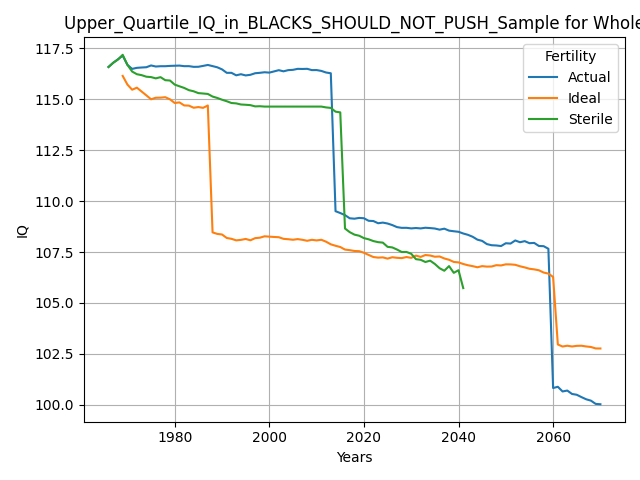 Upper_Quartile_IQ_in_BLACKS_SHOULD_NOT_PUSH_Sample for Whole
117.5
115.0
112.5
110.0
107.5
105.0
102.5
100.0
IQ
1980
2000
2020
2040
2060
Years
Fertility
Actual
Ideal
Sterile